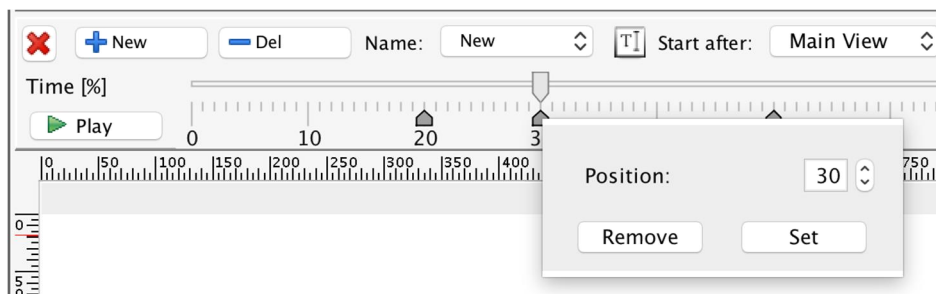 New Del Name: New Start after: Main View
Time [%]
Play
0 10 20 3
0 50 100 150 200 250 300 350 400 750
Position: 30
Remove Set
0
5